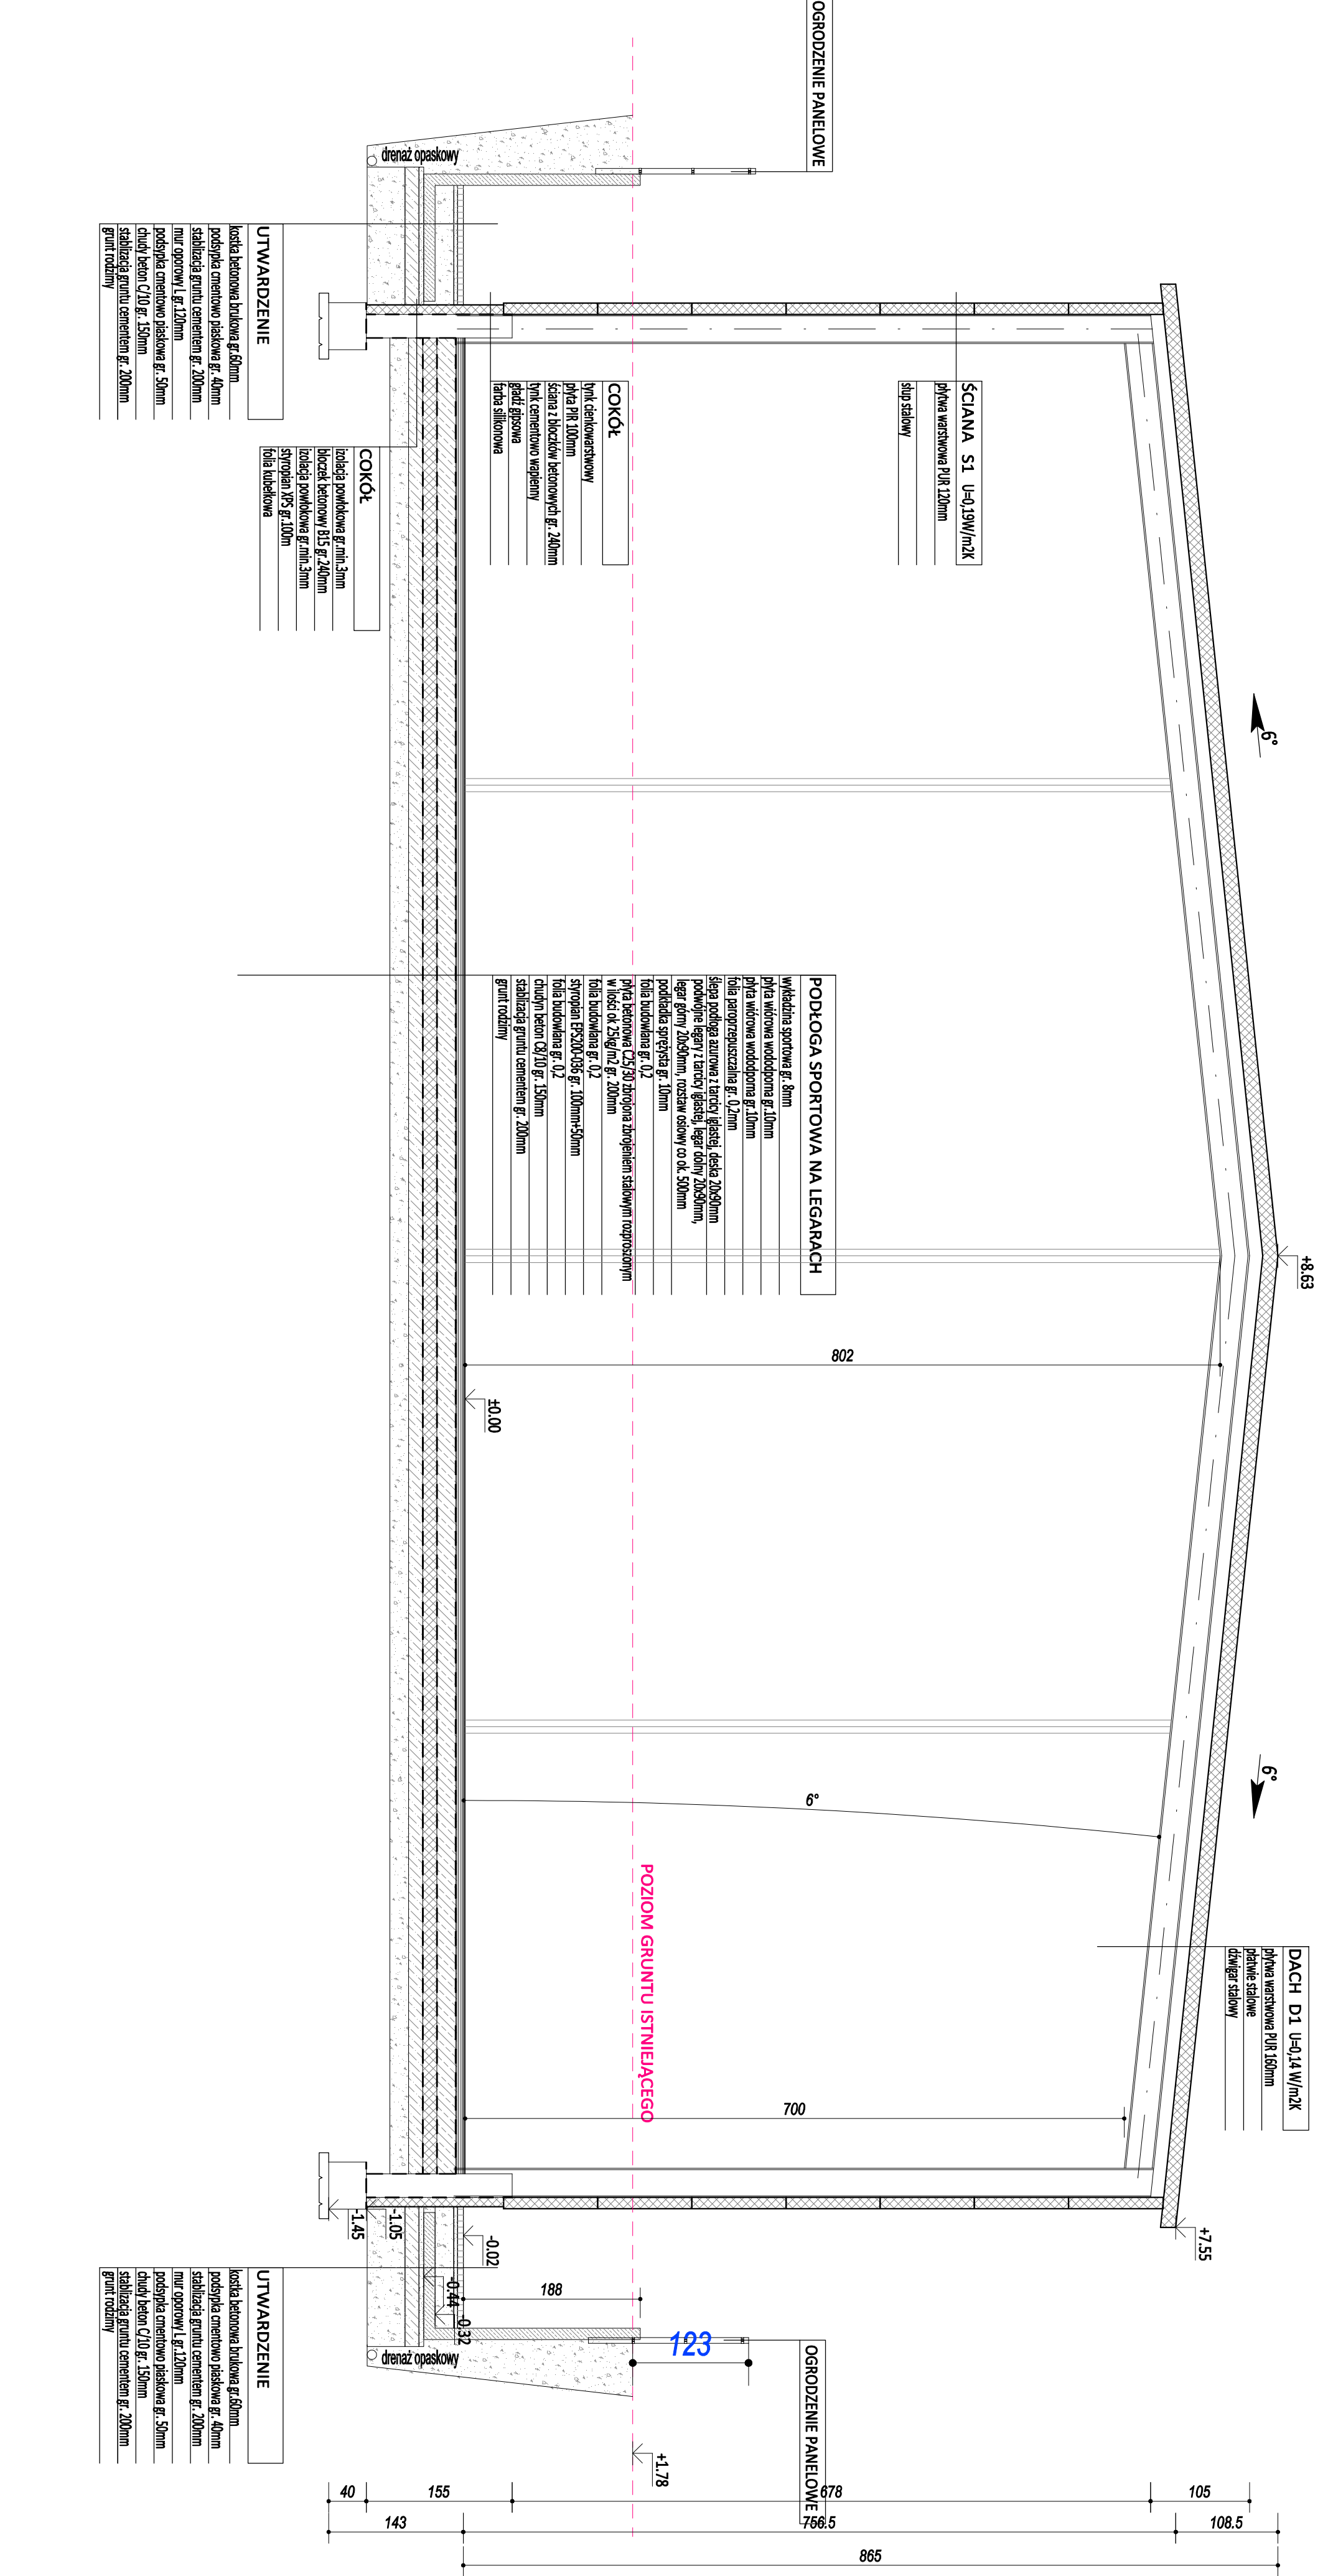 OGRODZENIE PANELOWE
drenaż opaskowy
UTWARDZENIE
kostka betonowa brukowa gr.60mm
podsypka cmentowo piaskowa gr. 40mm
stabilizacja gruntu cementem gr. 200mm
mur oporowy L gr.120mm
podsypka cmentowo piaskowa gr. 50mm
chudy beton C/10 gr. 150mm
stablizacja gruntu cementem gr. 200mm
grunt rodzimy
COKÓŁ
izolacja powłokowa gr.min.3mm
bloczek betonowy B15 gr.240mm
izolacja powłokowa gr.min.3mm
styropian XPS gr.100m
folia kubełkowa
COKÓŁ
tynk cienkowarstwowy
płyta PIR 100mm
ściana z bloczków betonowych gr. 240mm
tynk cementowo wapienny
gładź gipsowa
farba silikonowa
ŚCIANA S1 U=0,19W/m2K
płytwa warstwowa PUR 120mm
słup stalowy
6°
PODŁOGA SPORTOWA NA LEGARACH
wykładzina sportowa gr. 8mm
płyta wiórowa wodoodporna gr.10mm
płyta wiórowa wododporna gr.10mm
folia paroprzepuszczalna gr. 0,2mm
ślepa podłoga azurowa z tarcicy iglastej, deska 20x90mm
podwójne legary z tarcicy iglastej, legar dolny 20x90mm,
legar górny 20x90mm, rozstaw osiowy co ok. 500mm
podkładka sprężysta gr. 10mm
folia budowlana gr. 0,2
płyta betonowa C25/30 zbrojona zbrojeniem stalowym rozproszonym
w ilości ok 25kg/m2 gr. 200mm
folia budowlana gr. 0,2
styropian EPS200-036 gr. 100mm+50mm
folia budowlana gr. 0,2
chudyn beton C8/10 gr. 150mm
stablizacja gruntu cementem gr. 200mm
grunt rodzimy
+8.63
802
±0.00
6°
6°
POZIOM GRUNTU ISTNIEJĄCEGO
DACH D1 U=0,14 W/m2K
płytwa warstwowa PUR 160mm
płatwie stalowe
dźwigar stalowy
700
+7.55
-1.45
-1.05
-0.02
-0.44
-0.32
188
123
drenaż opaskowy
OGRODZENIE PANELOWE
UTWARDZENIE
kostka betonowa brukowa gr.60mm
podsypka cmentowo piaskowa gr. 40mm
stabilizacja gruntu cementem gr. 200mm
mur oporowy L gr.120mm
podsypka cmentowo piaskowa gr. 50mm
chudy beton C/10 gr. 150mm
stablizacja gruntu cementem gr. 200mm
grunt rodzimy
+1.78
40
155
678
105
143
756.5
108.5
865